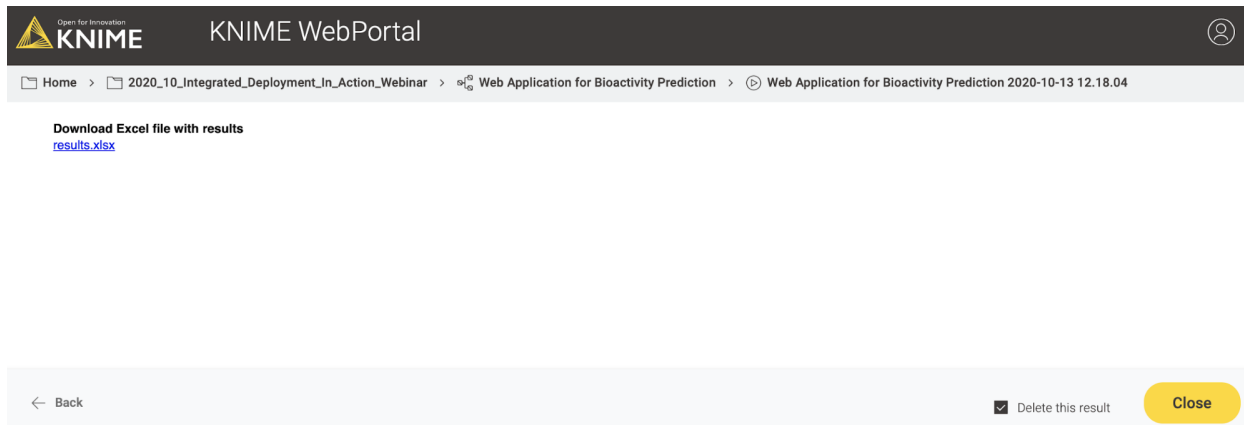 Open for Innovation
KNIME
KNIME WebPortal
Home > 2020_10_Integrated_Deployment_In_Action_Webinar > Web Application for Bioactivity Prediction > Web Application for Bioactivity Prediction 2020-10-13 12.18.04
Download Excel file with results
results.xlsx
Back
Delete this result
Close